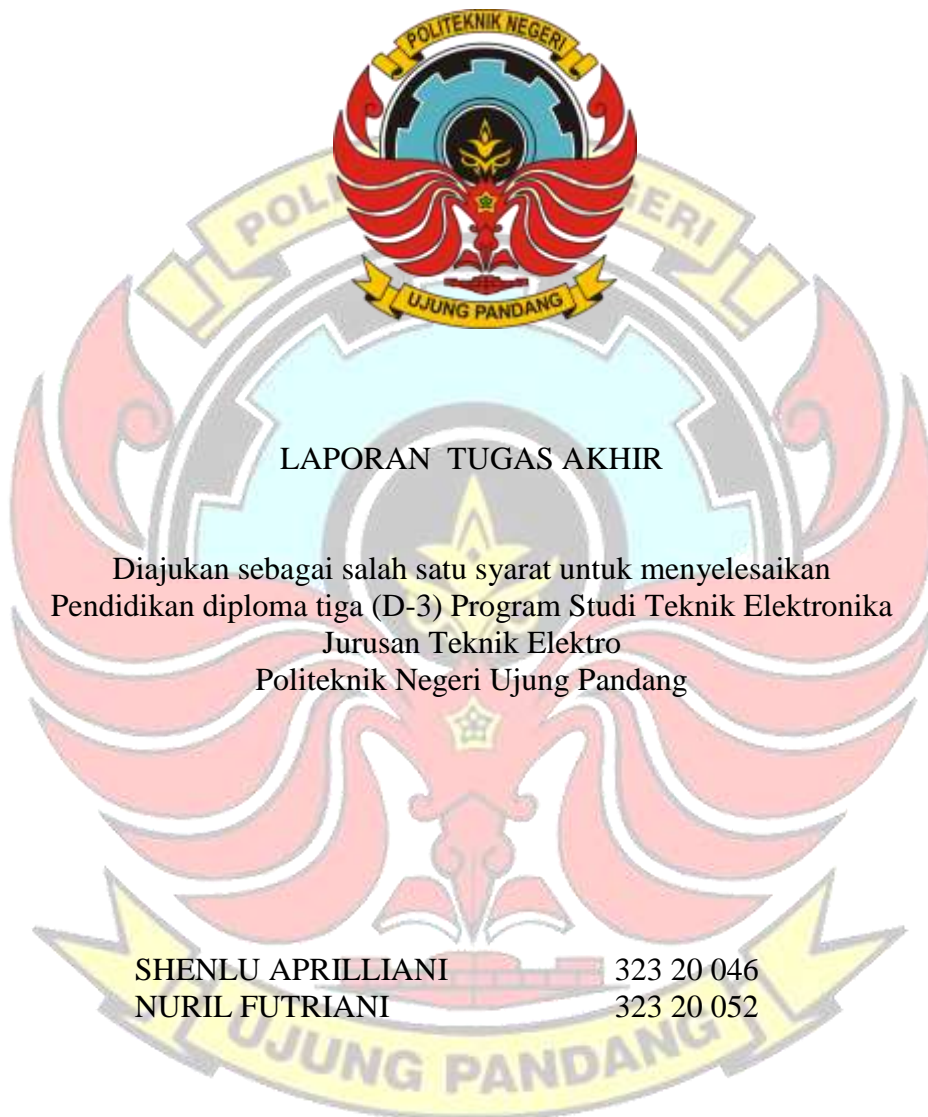 POLITEKNIK NEGERI
UJUNG PANDANG
LAPORAN TUGAS AKHIR
Diajukan sebagai salah satu syarat untuk menyelesaikan
Pendidikan diploma tiga (D-3) Program Studi Teknik Elektronika
Jurusan Teknik Elektro
Politeknik Negeri Ujung Pandang
SHENLU APRILLIANI 323 20 046
NURIL FUTRIANI 323 20 052
UJUNG PANDANG